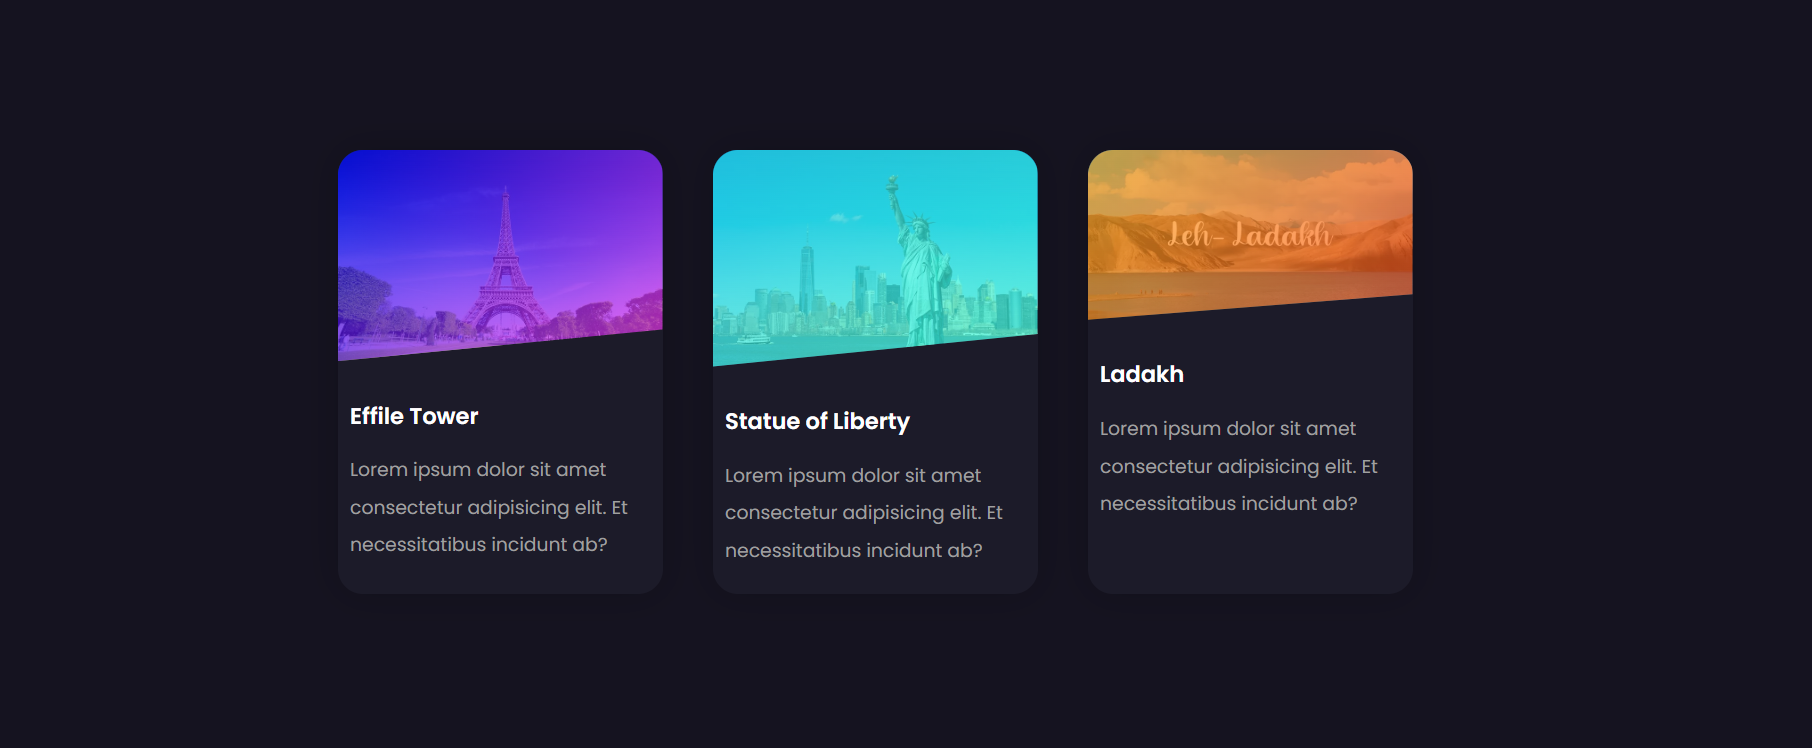 Leh- Ladakh
Effile Tower
Lorem ipsum dolor sit amet
consectetur adipisicing elit. Et
necessitatibus incidunt ab?
Statue of Liberty
Lorem ipsum dolor sit amet
consectetur adipisicing elit. Et
necessitatibus incidunt ab?
Ladakh
Lorem ipsum dolor sit amet
consectetur adipisicing elit. Et
necessitatibus incidunt ab?